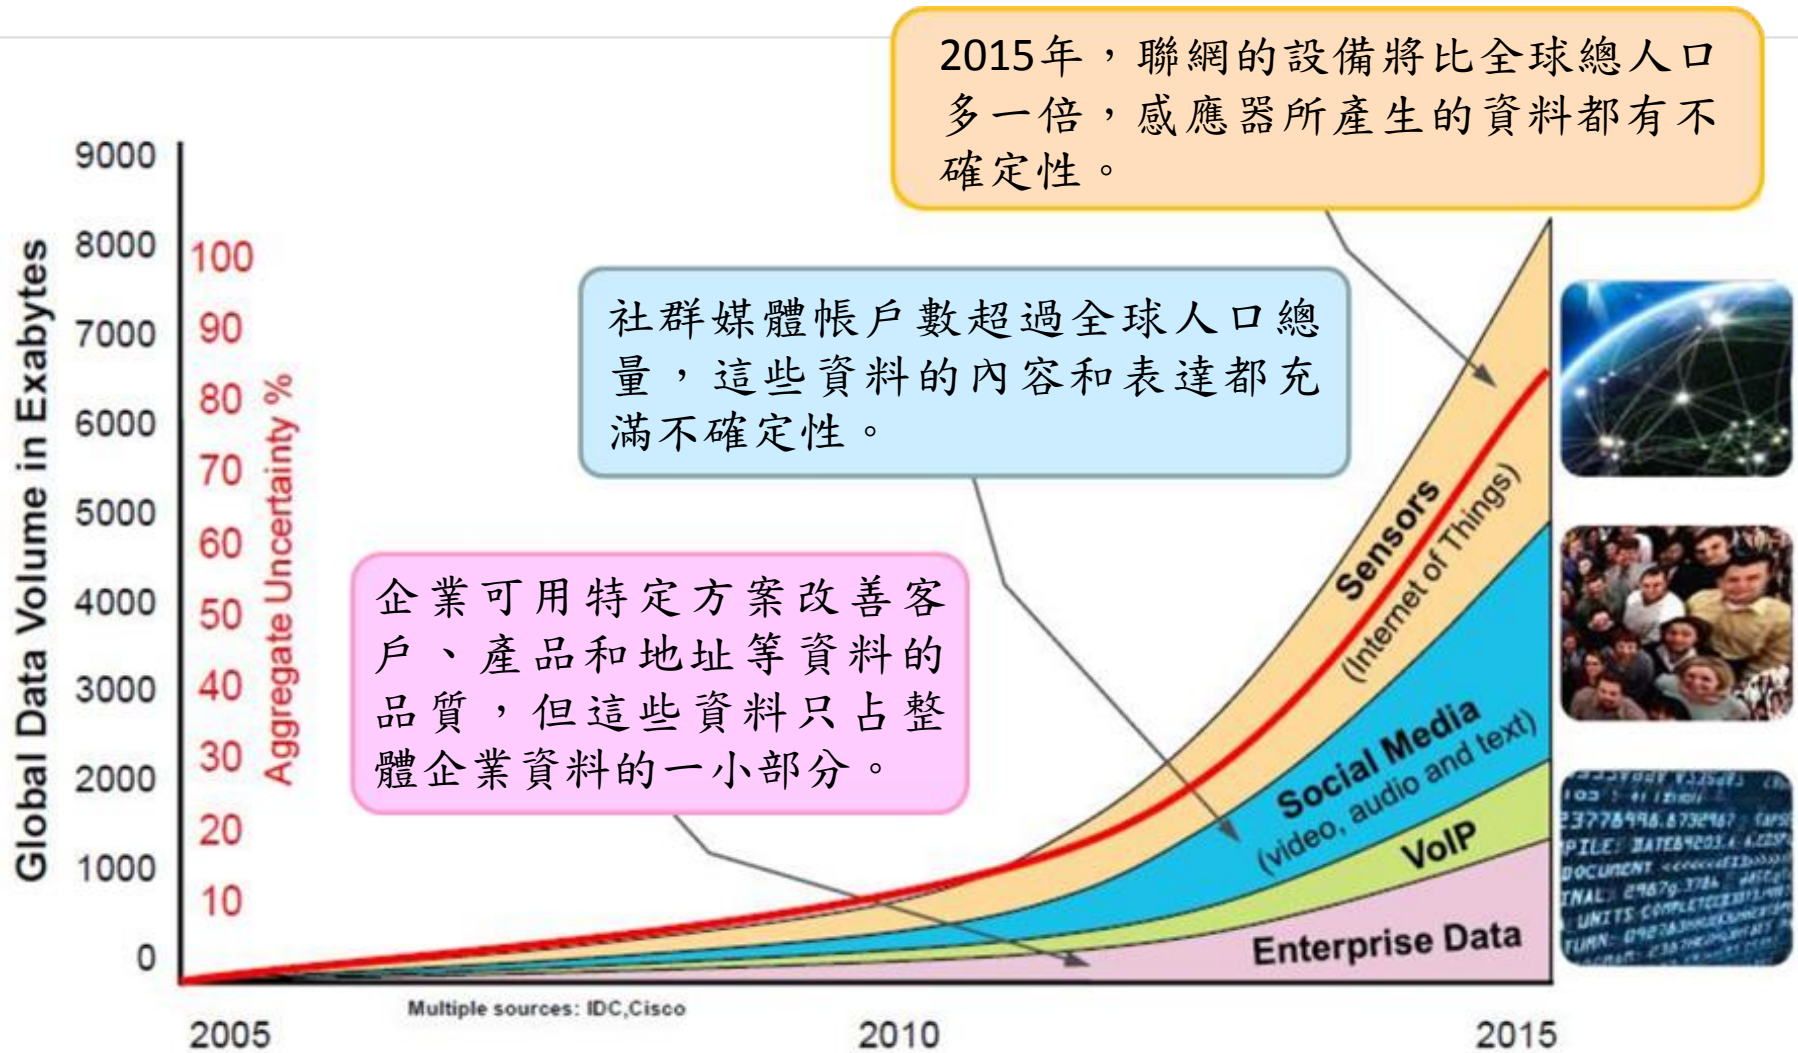 2015年，聯網的設備將比全球總人口
多一倍，感應器所產生的資料都有不
確定性。
社群媒體帳戶數超過全球人口總
量，這些資料的內容和表達都充
滿不確定性。
企業可用特定方案改善客
戶、產品和地址等資料的
品質，但這些資料只占整
體企業資料的一小部分。
Global Data Volume in Exabytes
9000
8000
7000
6000
5000
4000
3000
2000
1000
0
Aggregate Uncertainty %
100
90
80
70
60
50
40
30
20
10
Sensors
(Internet of Things)
Social Media
(video, audio and text)
VoIP
Enterprise Data
Multiple sources: IDC,Cisco
2005
2010
2015